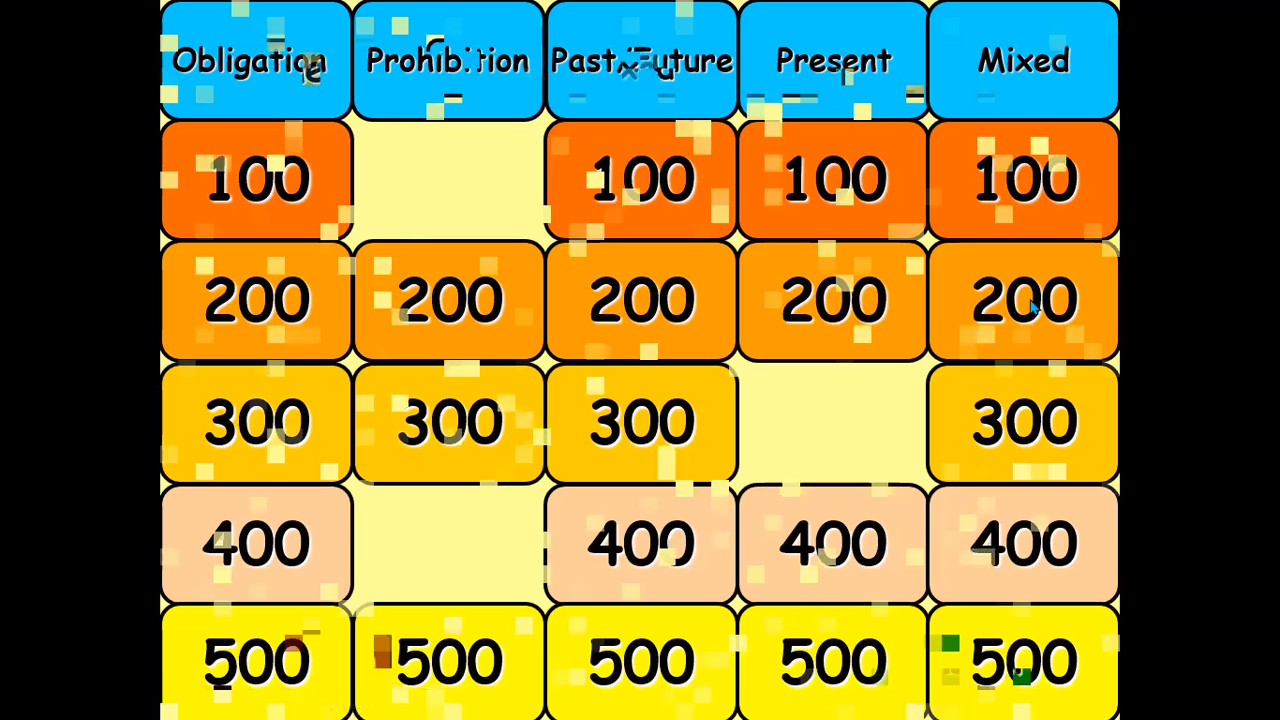 Obligation Prohibition Past/Future Present Mixed
100 100 100 100
200 200 200 200 200
300 300 300 300
400 400 400 400
500 500 500 500 500